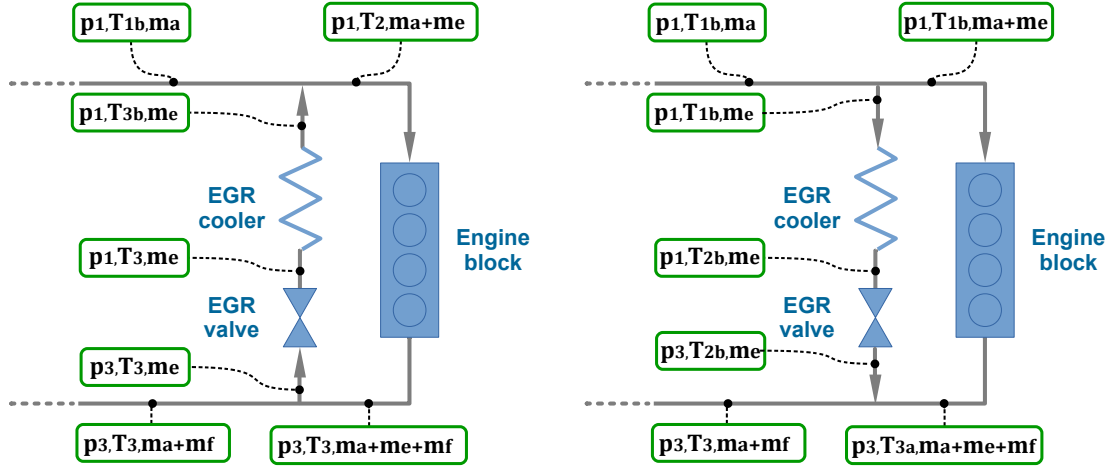 p1,T1b,ma
p1,T2,ma+me
p1,T3b,me
EGR
cooler
Engine
block
p1,T3,me
EGR
valve
p3,T3,me
p3,T3,ma+mf
p3,T3,ma+me+mf
p1,T1b,ma
p1,T1b,ma+me
p1,T1b,me
EGR
cooler
Engine
block
p1,T2b,me
EGR
valve
p3,T2b,me
p3,T3,ma+mf
p3,T3a,ma+me+mf